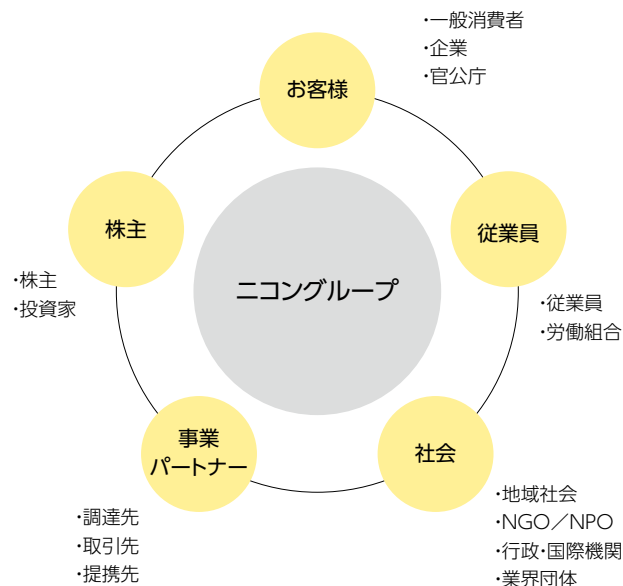 ・一般消費者
・企業
・官公庁
お客様
株主
従業員
・株主
・投資家
ニコングループ
・従業員
・労働組合
事業
パートナー
社会
・調達先
・取引先
・提携先
・地域社会
・NGO／NPO
・行政・国際機関
・業界団体